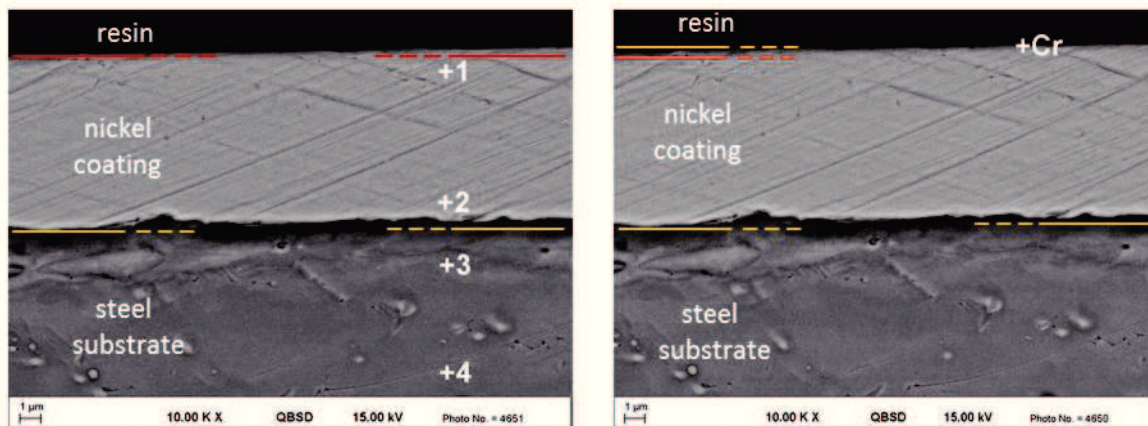 resin
+1
nickel
coating
+2
+3
steel
substrate
+4
1 μm 10.00 K X QBSD 15.00 kV Photo No. = 4651
resin
+Cr
nickel
coating
steel
substrate
1 μm 10.00 K X QBSD 15.00 kV Photo No. = 4650